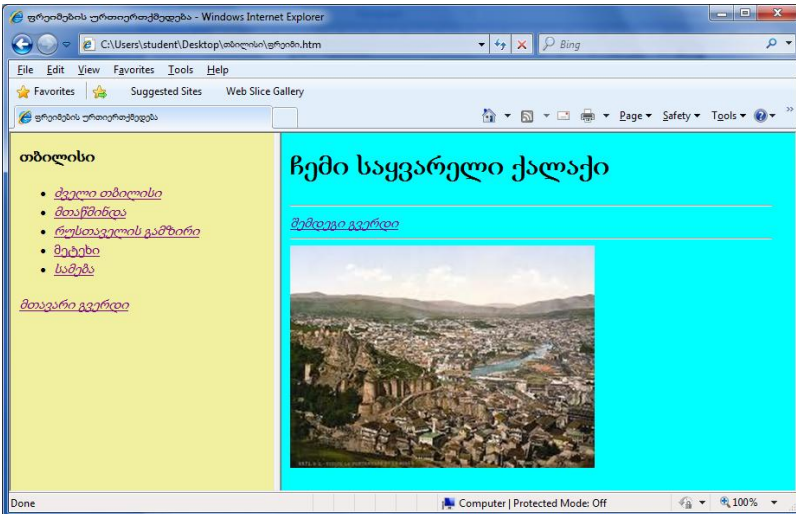 ფრეიმების ურთიერთქმედება - Windows Internet Explorer
C:\Users\student\Desktop\თბილისი\ფრეიმი.htm
Bing
File Edit View Favorites Tools Help
Favorites Suggested Sites Web Slice Gallery
ფრეიმების ურთიერთქმედება
Page Safety Tools
თბილისი
ძველი თბილისი
მთაწმინდა
რუსთაველის გამზირი
მეტეხი
სამება
მთავარი გვერდი
ჩემი საყვარელი ქალაქი
შემდეგი გვერდი
Done Computer | Protected Mode: Off 100%